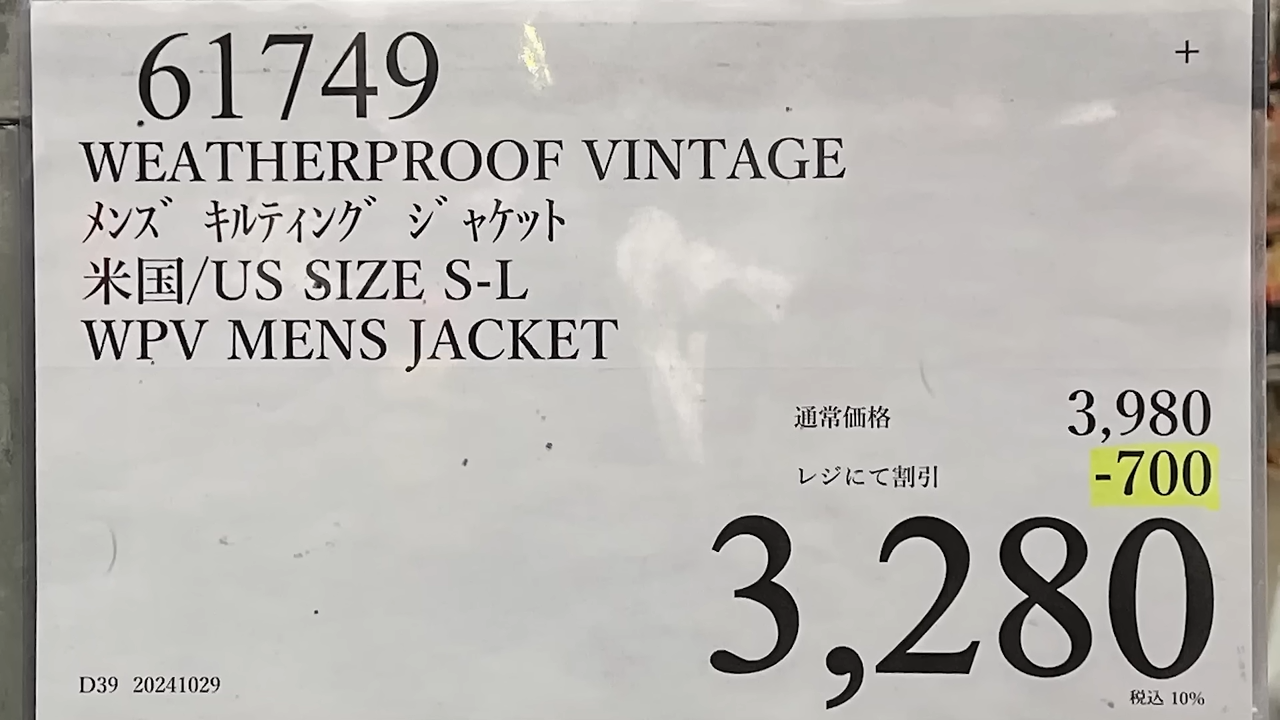 61749
+
WEATHERPROOF VINTAGE
ﾒﾝｽﾞ ｷﾙﾃｨﾝｸﾞ ｼﾞｬｹｯﾄ
米国/US SIZE S-L
WPV MENS JACKET
通常価格 3,980
レジにて割引 -700
3,280
D39 20241029
税込 10%